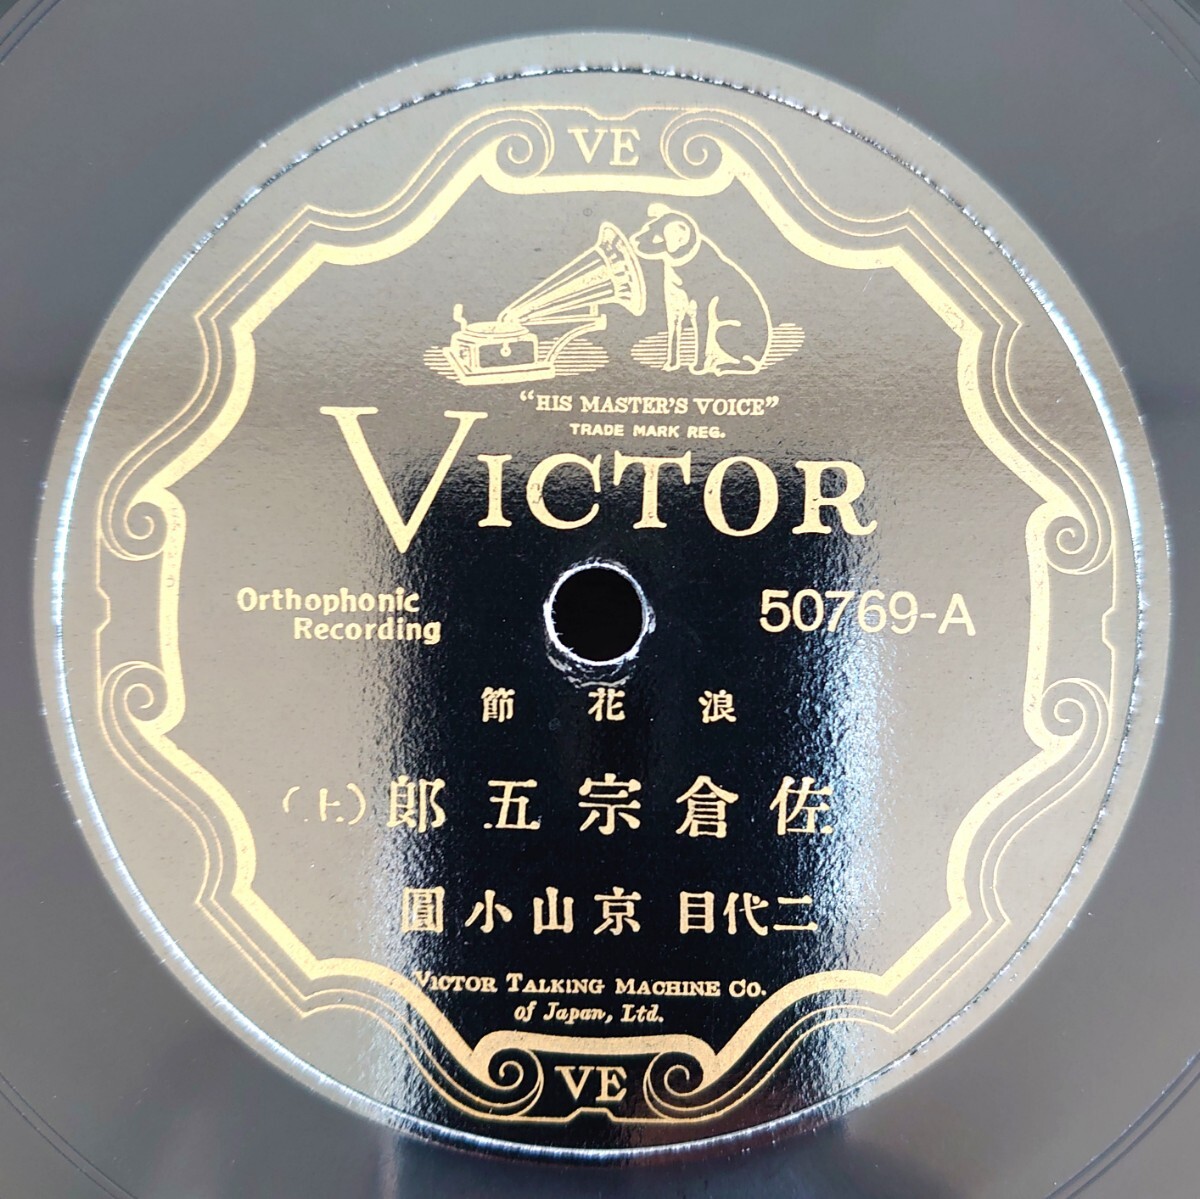 VE
"HIS MASTER'S VOICE"
TRADE MARK REG.
VICTOR
Orthophonic
Recording
50769-A
浪花節
佐倉宗五郎（上）
二代目 京山小圓
VICTOR TALKING MACHINE CO.
of Japan, Ltd.
VE